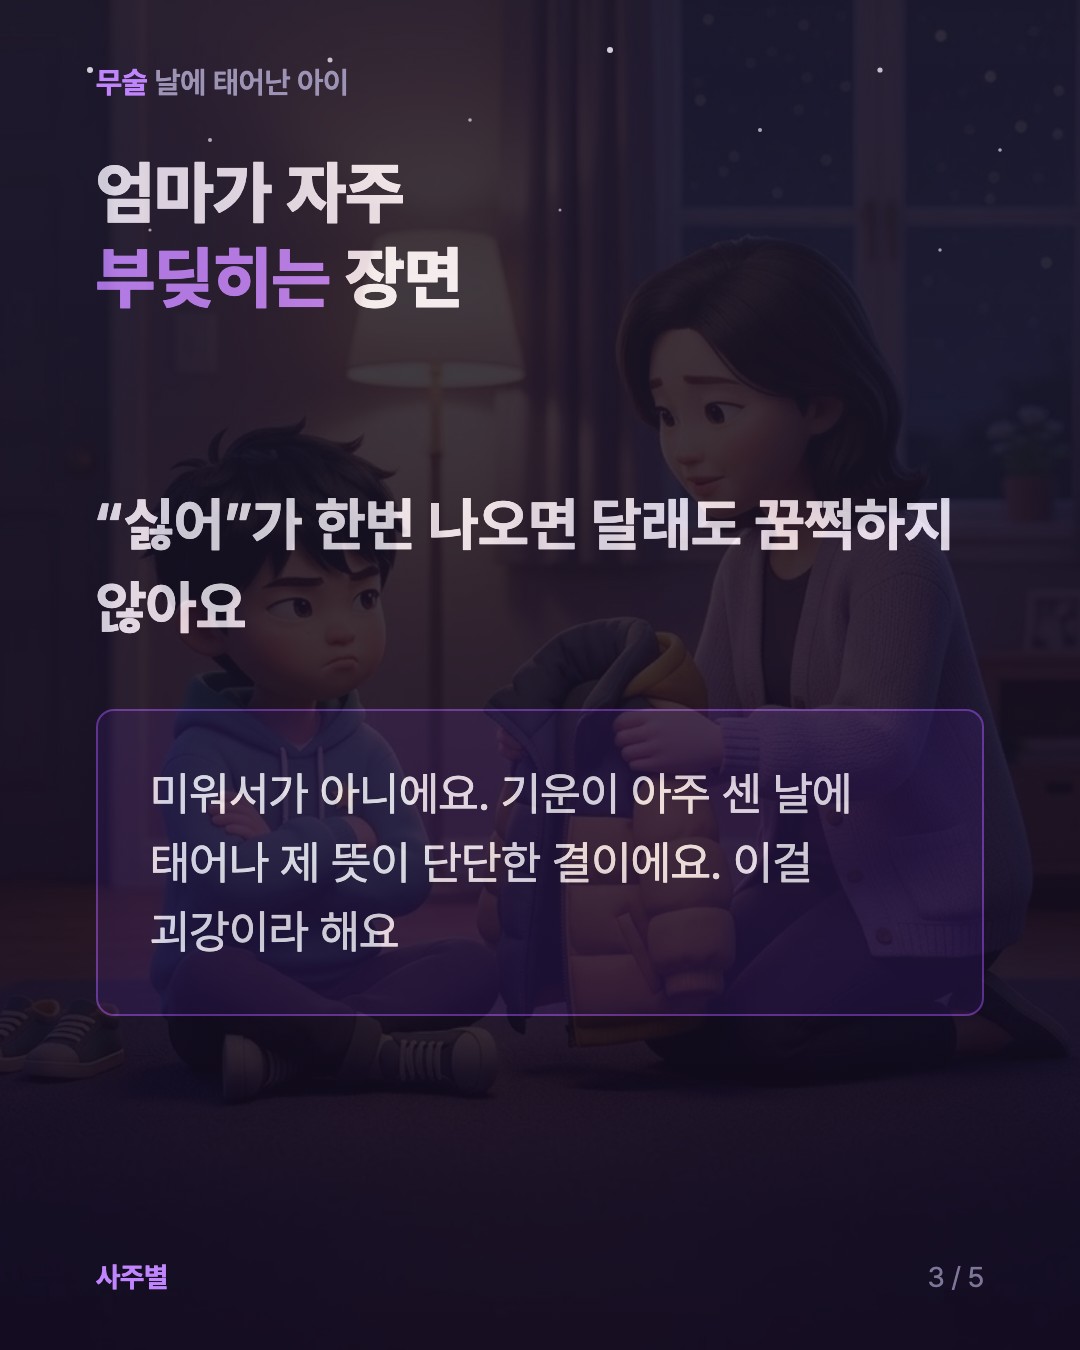 무술 날에 태어난 아이
엄마가 자주
부딪히는 장면
“싫어”가 한번 나오면 달래도 꿈쩍하지
않아요
미워서가 아니에요. 기운이 아주 센 날에
태어나 제 뜻이 단단한 결이에요. 이걸
괴강이라 해요
사주별
3 / 5